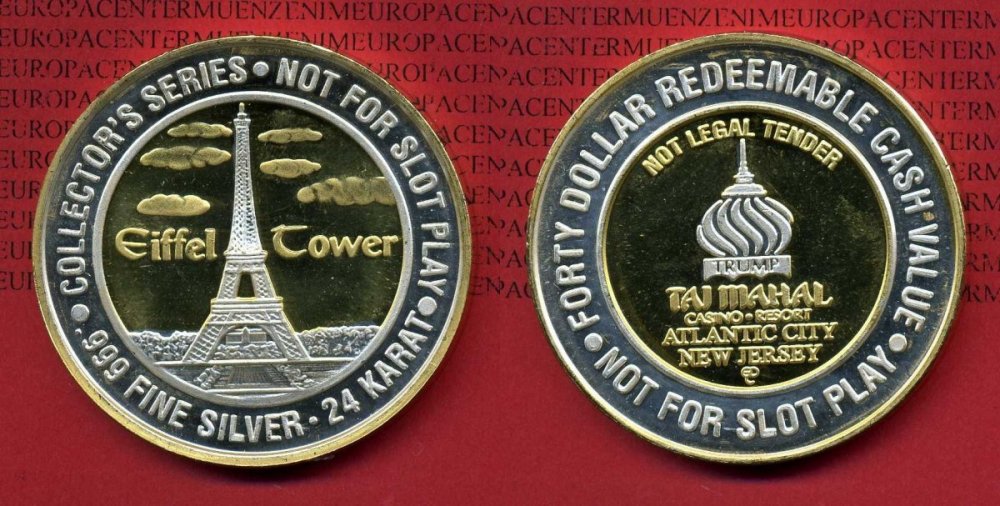 EUROPACENTERMUENZENIMEUROPACENTERMUENZENIMEUROPACENTERM
COLLECTOR'S SERIES • NOT FOR SLOT PLAY •
Eiffel Tower
.999 FINE SILVER • 24 KARAT •
• FORTY DOLLAR REDEEMABLE CASH VALUE •
NOT LEGAL TENDER
TRUMP
TAJ MAHAL
CASINO • RESORT
ATLANTIC CITY
NEW JERSEY
NOT FOR SLOT PLAY